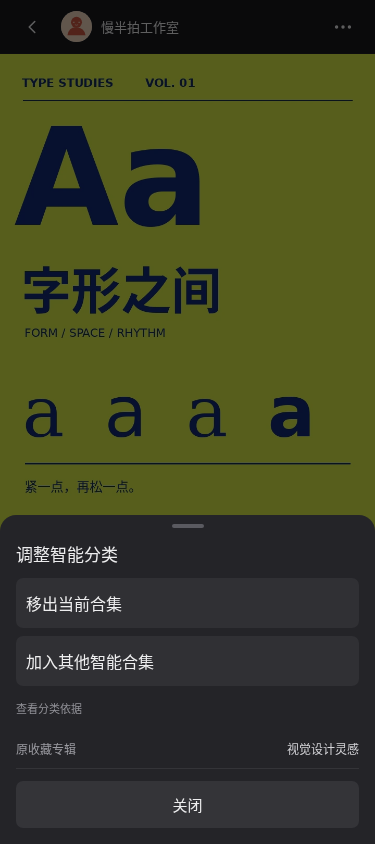 慢半拍工作室
TYPE STUDIES VOL. 01
Aa
字形之间
FORM / SPACE / RHYTHM
a a a a
紧一点，再松一点。
调整智能分类
移出当前合集
加入其他智能合集
查看分类依据
原收藏专辑 视觉设计灵感
关闭